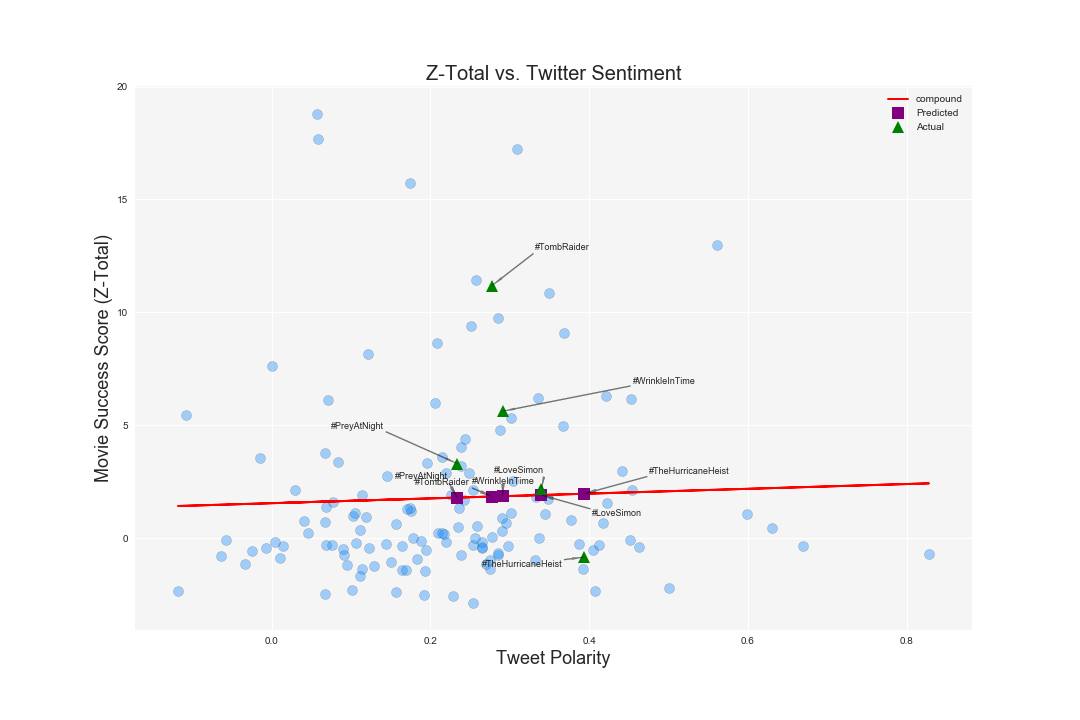 Z-Total vs. Twitter Sentiment
20
compound
Predicted
Actual
15
#TombRaider
10
#WrinkleInTime
5
#PreyAtNight
#LoveSimon
#TheHurricaneHeist
#PreyAtNight
#TombRaider
#WrinkleInTime
#LoveSimon
0
#TheHurricaneHeist
Movie Success Score (Z-Total)
0.0
0.2
0.4
0.6
0.8
Tweet Polarity